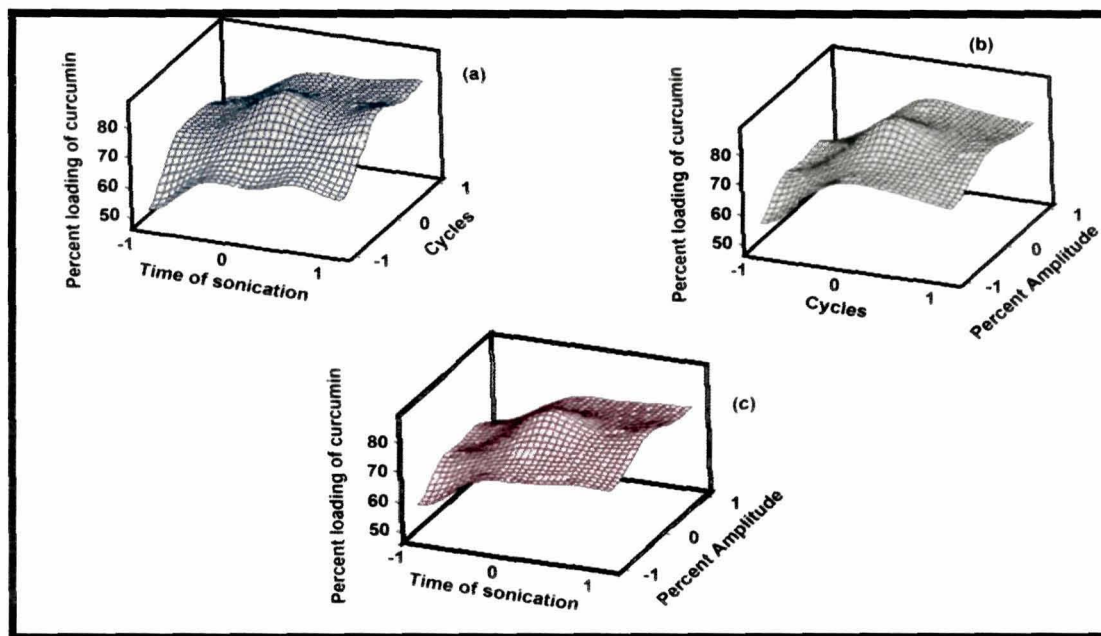 (a)
Percent loading of curcumin
80
70
60
50
-1
0
1
Time of sonication
-1
0
1
Cycles
(b)
Percent loading of curcumin
80
70
60
50
-1
0
1
Cycles
-1
0
1
Percent Amplitude
(c)
Percent loading of curcumin
80
70
60
50
-1
0
1
Time of sonication
-1
0
1
Percent Amplitude